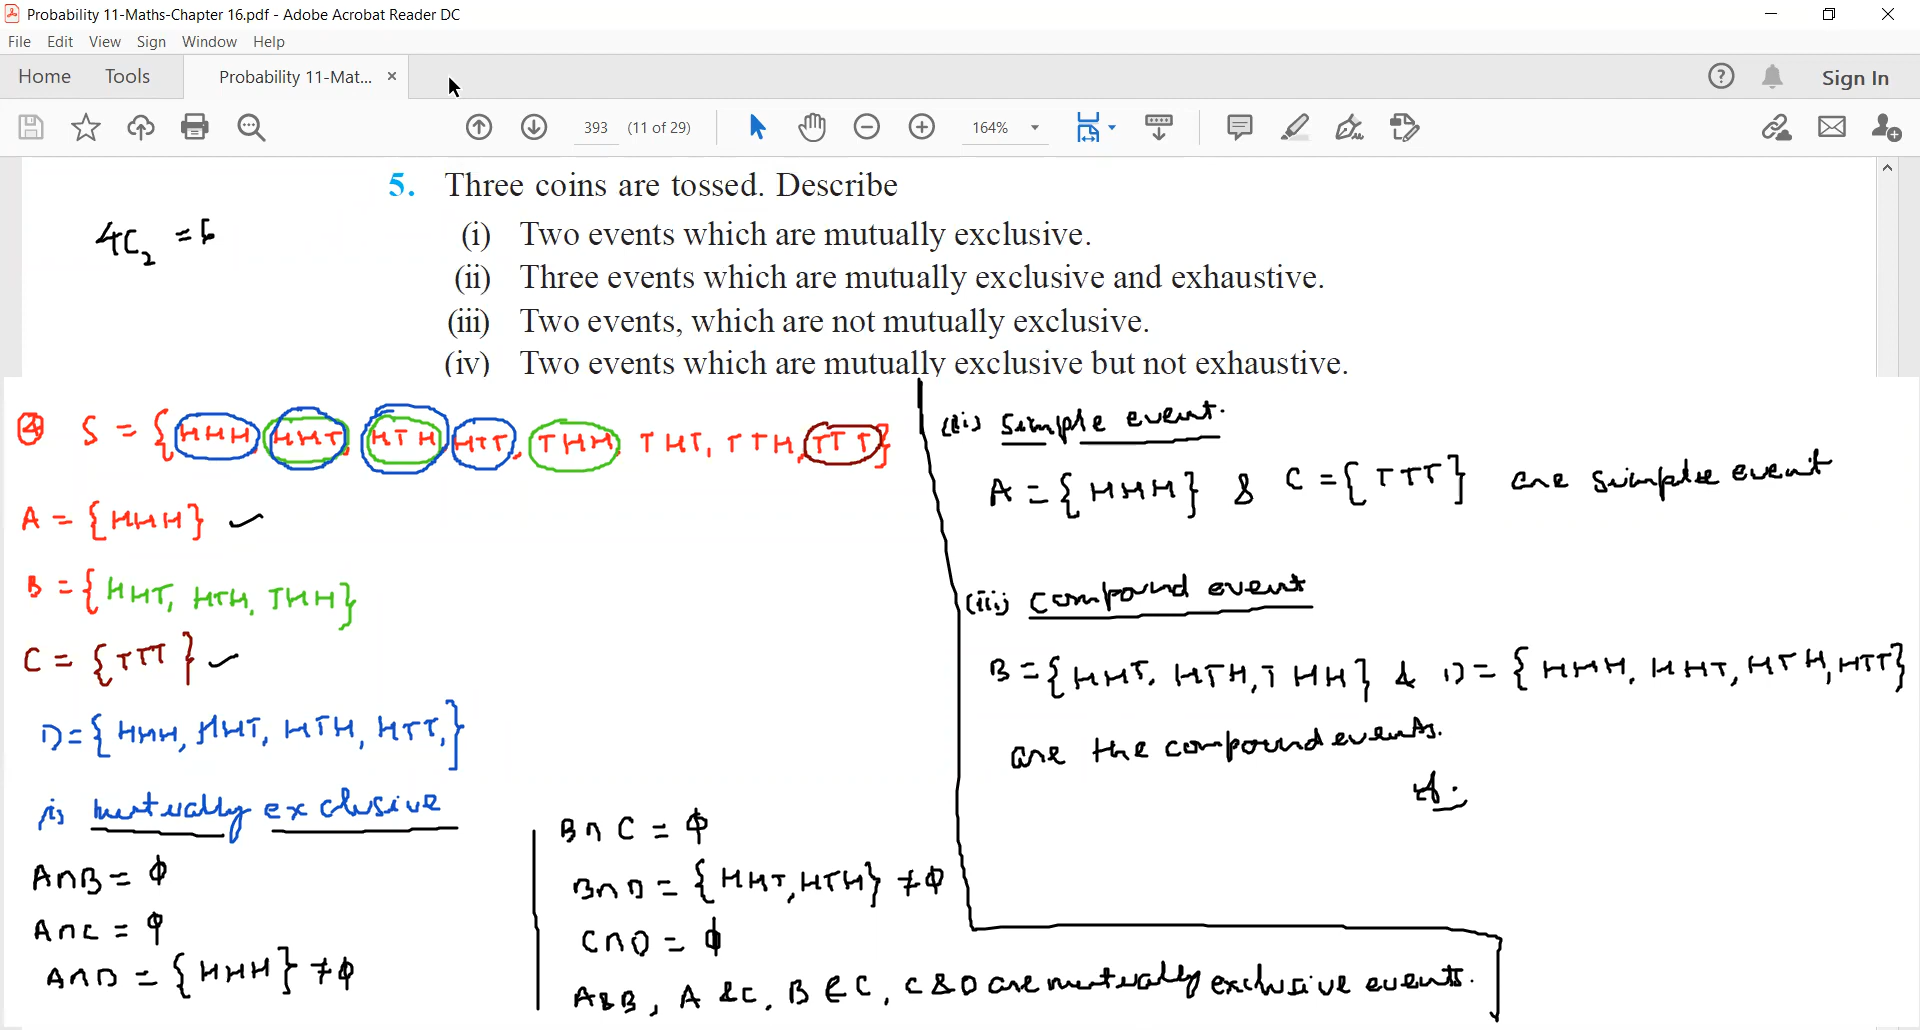 Probability 11-Maths-Chapter 16.pdf - Adobe Acrobat Reader DC
File Edit View Sign Window Help
Home Tools Probability 11-Mat... × Sign In
393 (11 of 29) 164%
5. Three coins are tossed. Describe
(i) Two events which are mutually exclusive.
(ii) Three events which are mutually exclusive and exhaustive.
(iii) Two events, which are not mutually exclusive.
(iv) Two events which are mutually exclusive but not exhaustive.
4C₂ = 6
④ S = {HHH, HHT, HTH, HTT, THH, THT, TTH, TTT}
A = {HHH} ✓
B = {HHT, HTH, THH}
C = {TTT} ✓
D = {HHH, HHT, HTH, HTT,}
(i) mutually exclusive
A∩B = ϕ
A∩C = ϕ
A∩D = {HHH} ≠ ϕ
B∩C = ϕ
B∩D = {HHT, HTH} ≠ ϕ
C∩D = ϕ
A&B, A &C, B & C, C & D are mutually exclusive events.
(ii) simple event.
A = {HHH} & C = {TTT} are simple event
(iii) compound event
B = {HHT, HTH, THH} & D = {HHH, HHT, HTH, HTT}
are the compound events.